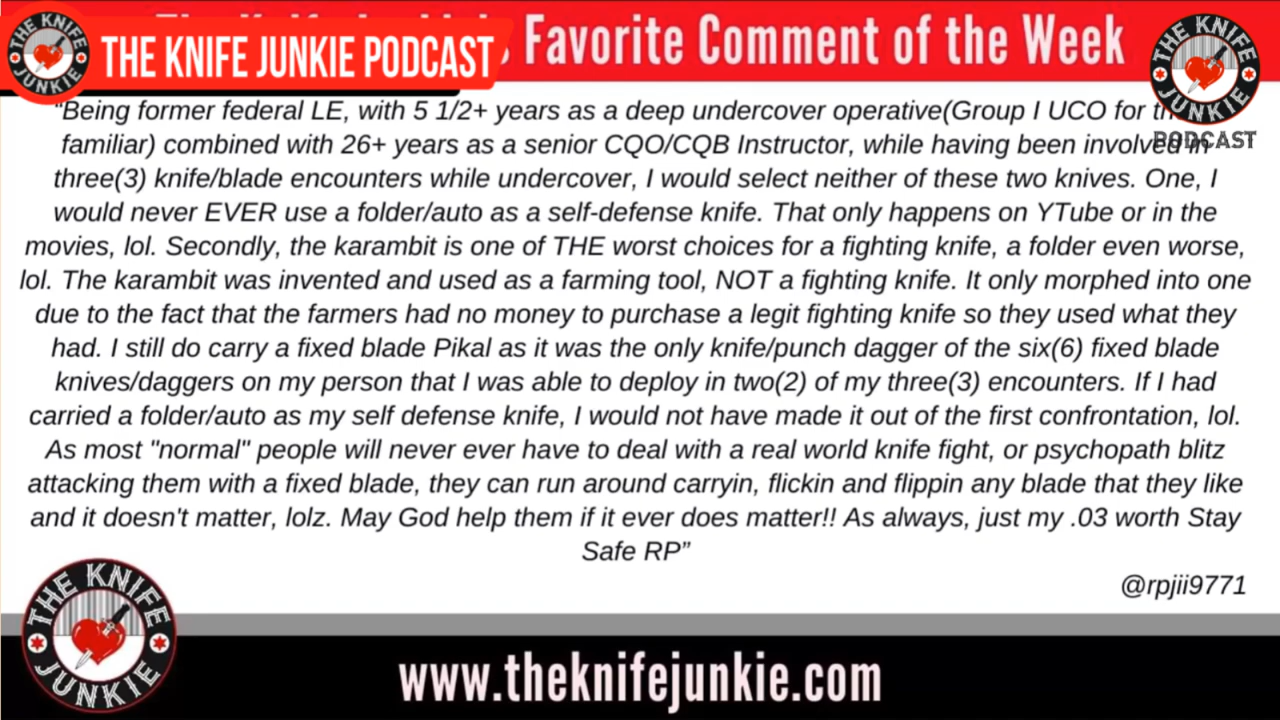 THE KNIFE JUNKIE
THE KNIFE JUNKIE PODCAST
Favorite Comment of the Week
THE KNIFE JUNKIE
PODCAST
"Being former federal LE, with 5 1/2+ years as a deep undercover operative(Group I UCO for
familiar) combined with 26+ years as a senior CQO/CQB Instructor, while having been involved in
three(3) knife/blade encounters while undercover, I would select neither of these two knives. One, I
would never EVER use a folder/auto as a self-defense knife. That only happens on YTube or in the
movies, lol. Secondly, the karambit is one of THE worst choices for a fighting knife, a folder even worse,
lol. The karambit was invented and used as a farming tool, NOT a fighting knife. It only morphed into one
due to the fact that the farmers had no money to purchase a legit fighting knife so they used what they
had. I still do carry a fixed blade Pikal as it was the only knife/punch dagger of the six(6) fixed blade
knives/daggers on my person that I was able to deploy in two(2) of my three(3) encounters. If I had
carried a folder/auto as my self defense knife, I would not have made it out of the first confrontation, lol.
As most "normal" people will never ever have to deal with a real world knife fight, or psychopath blitz
attacking them with a fixed blade, they can run around carryin, flickin and flippin any blade that they like
and it doesn't matter, lolz. May God help them if it ever does matter!! As always, just my .03 worth Stay
Safe RP”
@rpjii9771
THE KNIFE JUNKIE
www.theknifejunkie.com